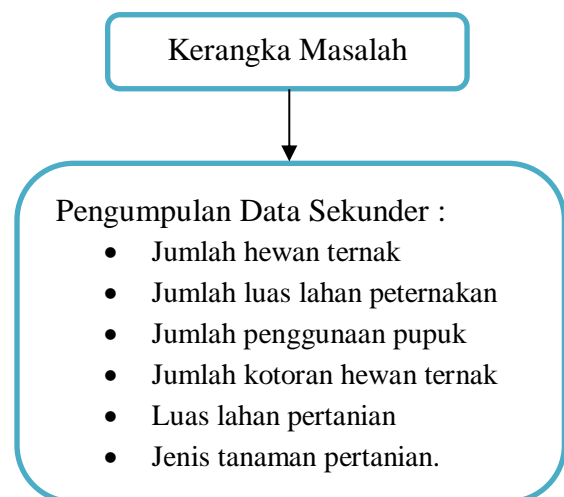 Kerangka Masalah
Pengumpulan Data Sekunder :
• Jumlah hewan ternak
• Jumlah luas lahan peternakan
• Jumlah penggunaan pupuk
• Jumlah kotoran hewan ternak
• Luas lahan pertanian
• Jenis tanaman pertanian.